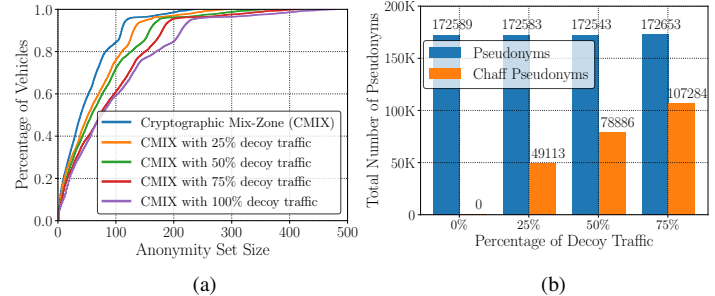 1.0
0.8
0.6
0.4
0.2
0.0
Percentage of Vehicles
Cryptographic Mix-Zone (CMIX)
CMIX with 25% decoy traffic
CMIX with 50% decoy traffic
CMIX with 75% decoy traffic
CMIX with 100% decoy traffic
0 100 200 300 400 500
Anonymity Set Size
(a)
200K
150K
100K
50K
0
Total Number of Pseudonyms
172589 172583 172543 172653
Pseudonyms
Chaff Pseudonyms
107284
78886
49113
0
0% 25% 50% 75%
Percentage of Decoy Traffic
(b)